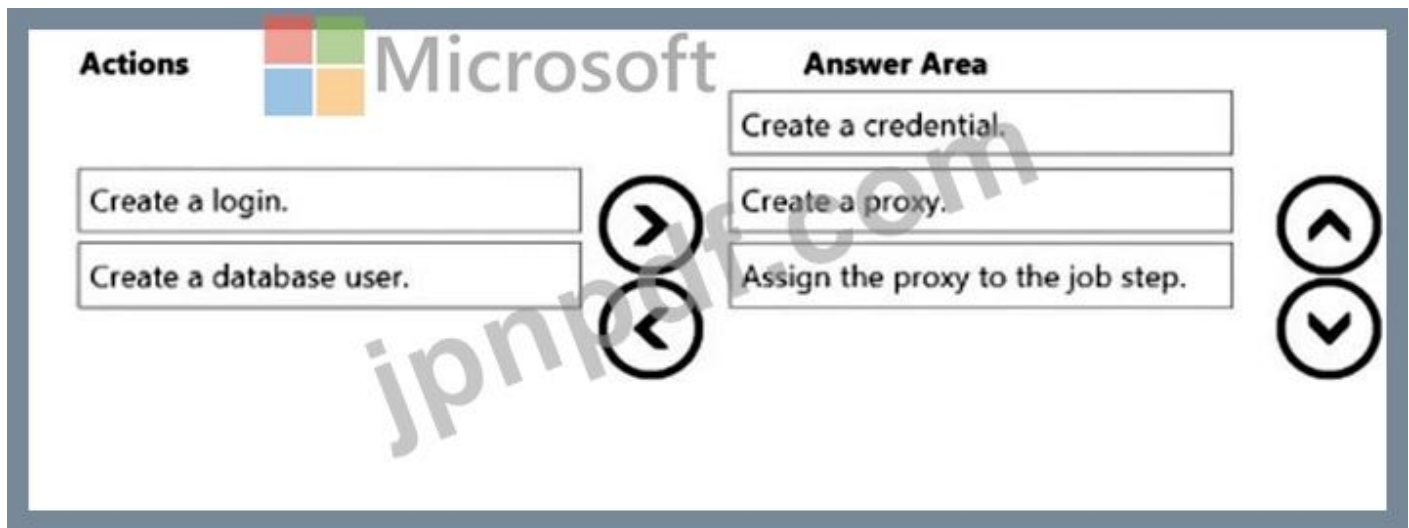 Actions
Microsoft
Answer Area
Create a credential.
Create a login.
Create a proxy.
Create a database user.
Assign the proxy to the job step.
jpnpdf.com